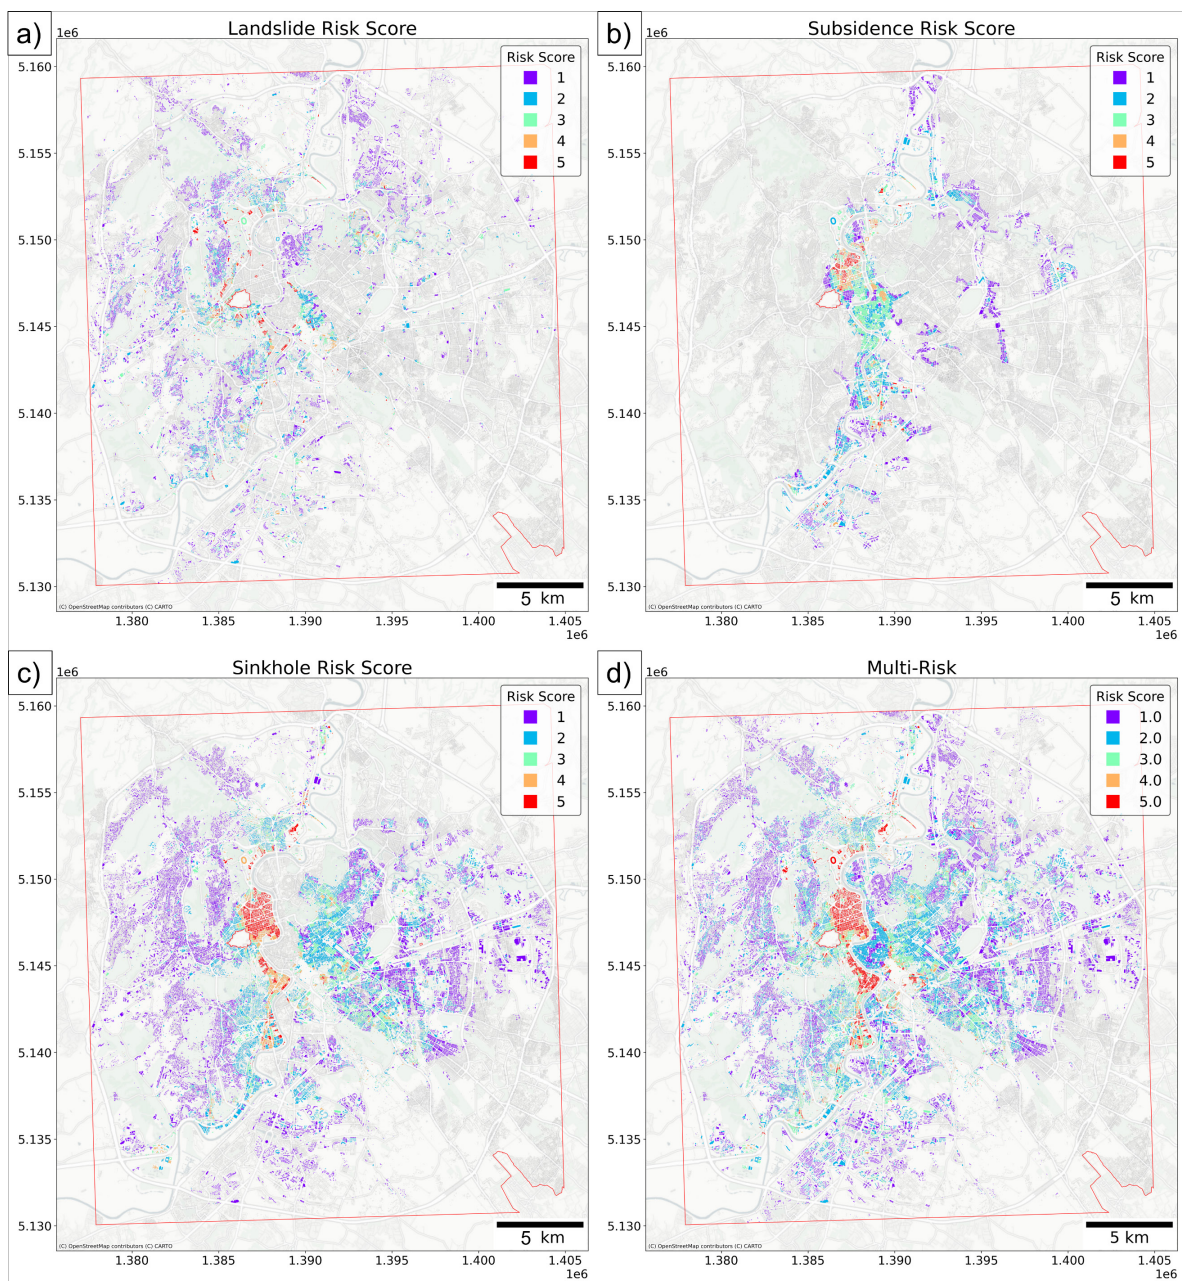 a)
1e6
Landslide Risk Score
Risk Score
1
2
3
4
5
5.160
5.155
5.150
5.145
5.140
5.135
5.130
5 km
(C) OpenStreetMap contributors (C) CARTO
1.380
1.385
1.390
1.395
1.400
1.405
1e6
b)
1e6
Subsidence Risk Score
Risk Score
1
2
3
4
5
5.160
5.155
5.150
5.145
5.140
5.135
5.130
5 km
(C) OpenStreetMap contributors (C) CARTO
1.380
1.385
1.390
1.395
1.400
1.405
1e6
c)
1e6
Sinkhole Risk Score
Risk Score
1
2
3
4
5
5.160
5.155
5.150
5.145
5.140
5.135
5.130
5 km
(C) OpenStreetMap contributors (C) CARTO
1.380
1.385
1.390
1.395
1.400
1.405
1e6
d)
1e6
Multi-Risk
Risk Score
1.0
2.0
3.0
4.0
5.0
5.160
5.155
5.150
5.145
5.140
5.135
5.130
5 km
(C) OpenStreetMap contributors (C) CARTO
1.380
1.385
1.390
1.395
1.400
1.405
1e6